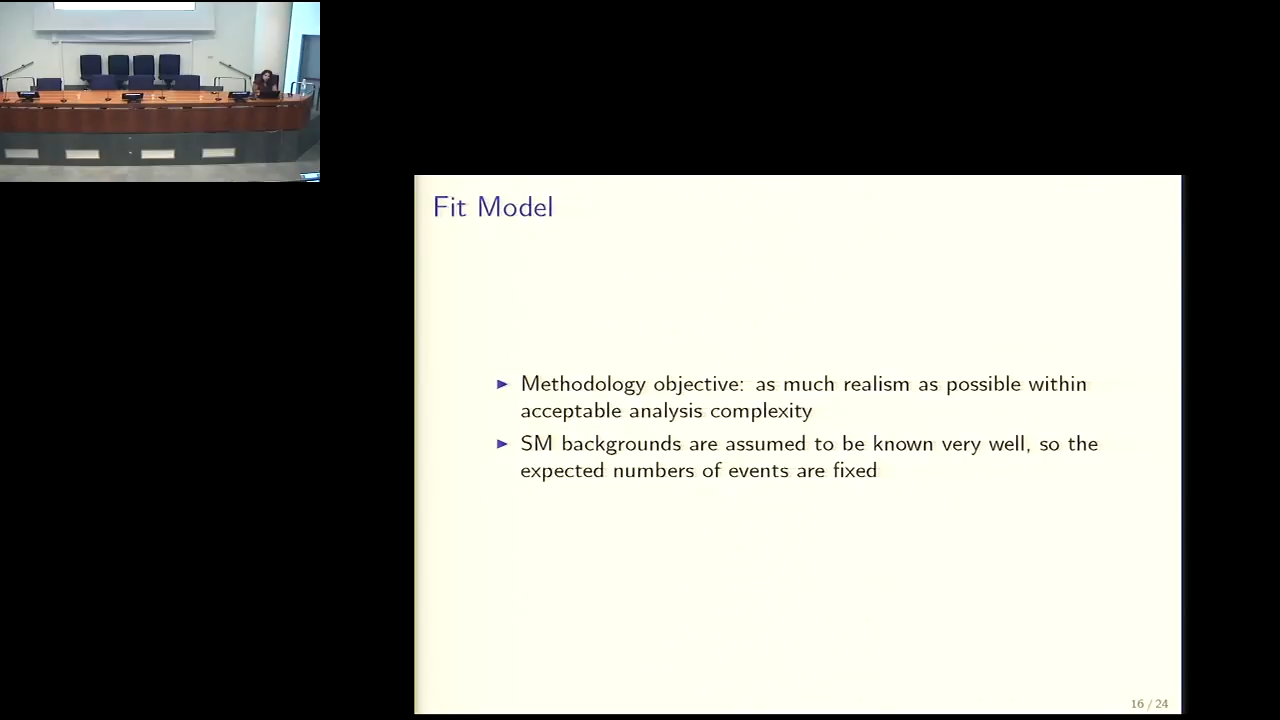 Fit Model
Methodology objective: as much realism as possible within
acceptable analysis complexity
SM backgrounds are assumed to be known very well, so the
expected numbers of events are fixed
16 / 24